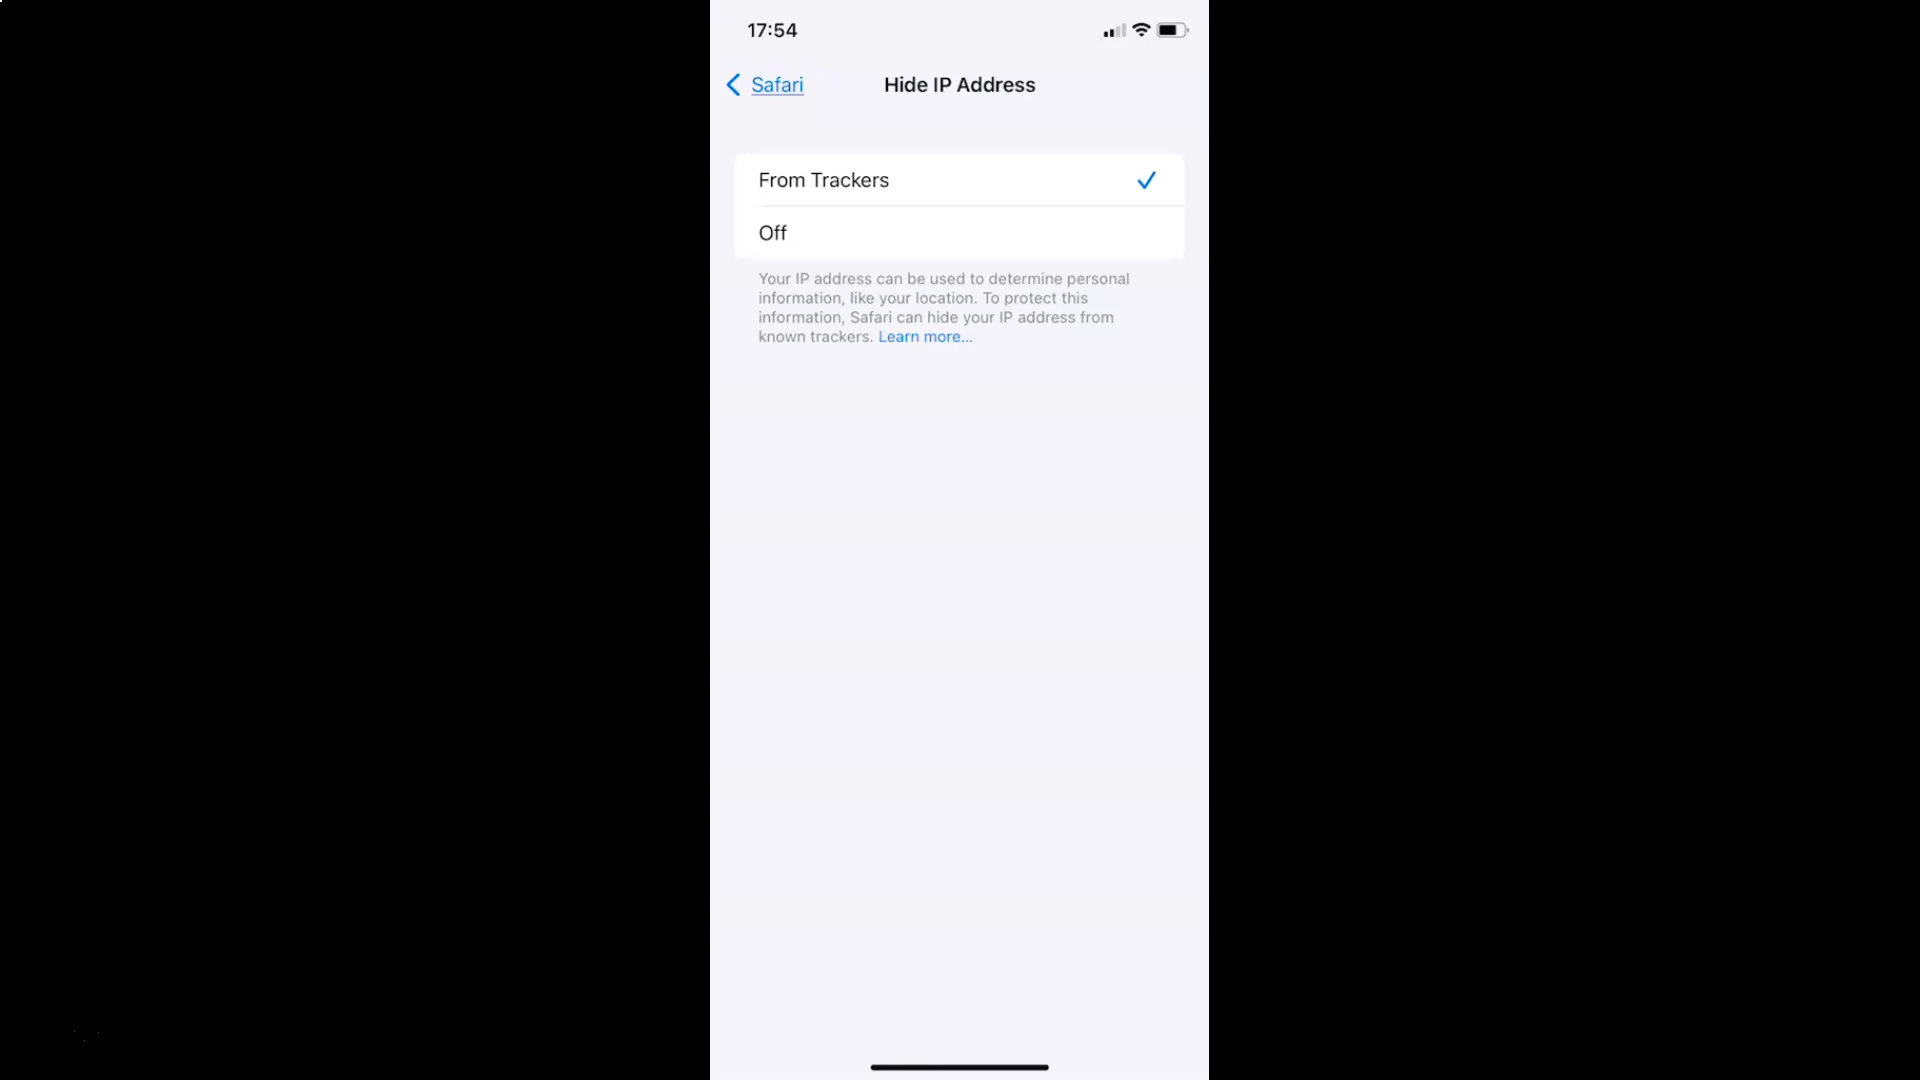 17:54
Safari
Hide IP Address
From Trackers
Off
Your IP address can be used to determine personal
information, like your location. To protect this
information, Safari can hide your IP address from
known trackers. Learn more...